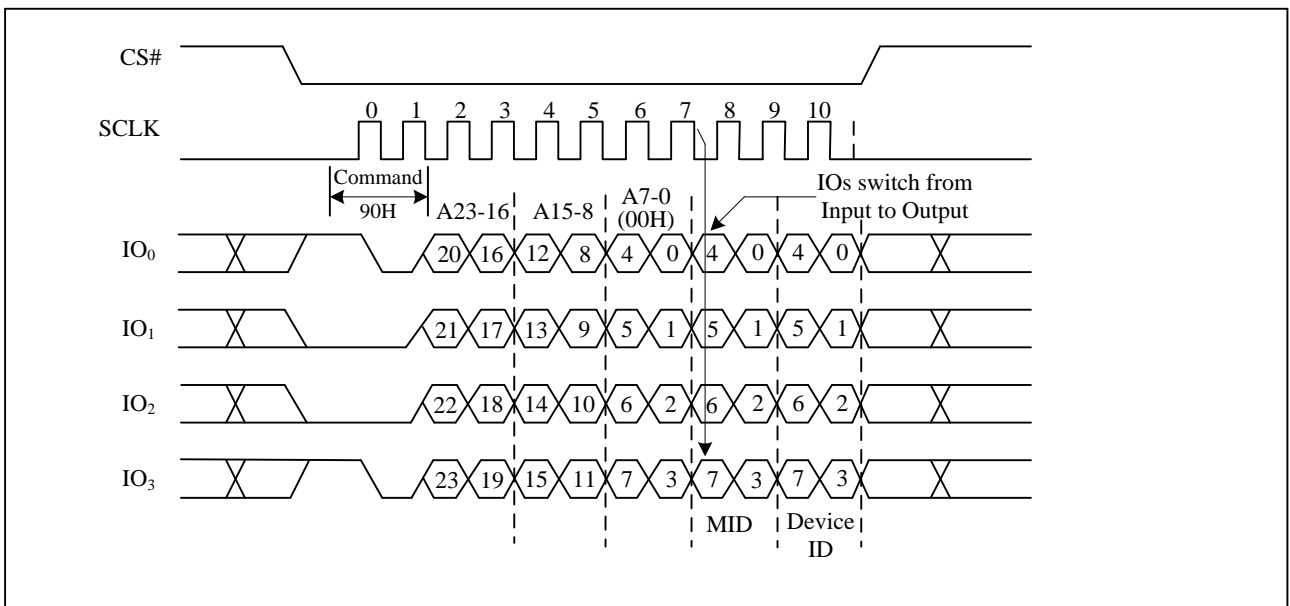 CS#
SCLK
0 1 2 3 4 5 6 7 8 9 10
Command
90H
A23-16
A15-8
A7-0
(00H)
IOs switch from
Input to Output
IO0
20 16 12 8 4 0 4 0 4 0
IO1
21 17 13 9 5 1 5 1 5 1
IO2
22 18 14 10 6 2 6 2 6 2
IO3
23 19 15 11 7 3 7 3 7 3
MID
Device
ID